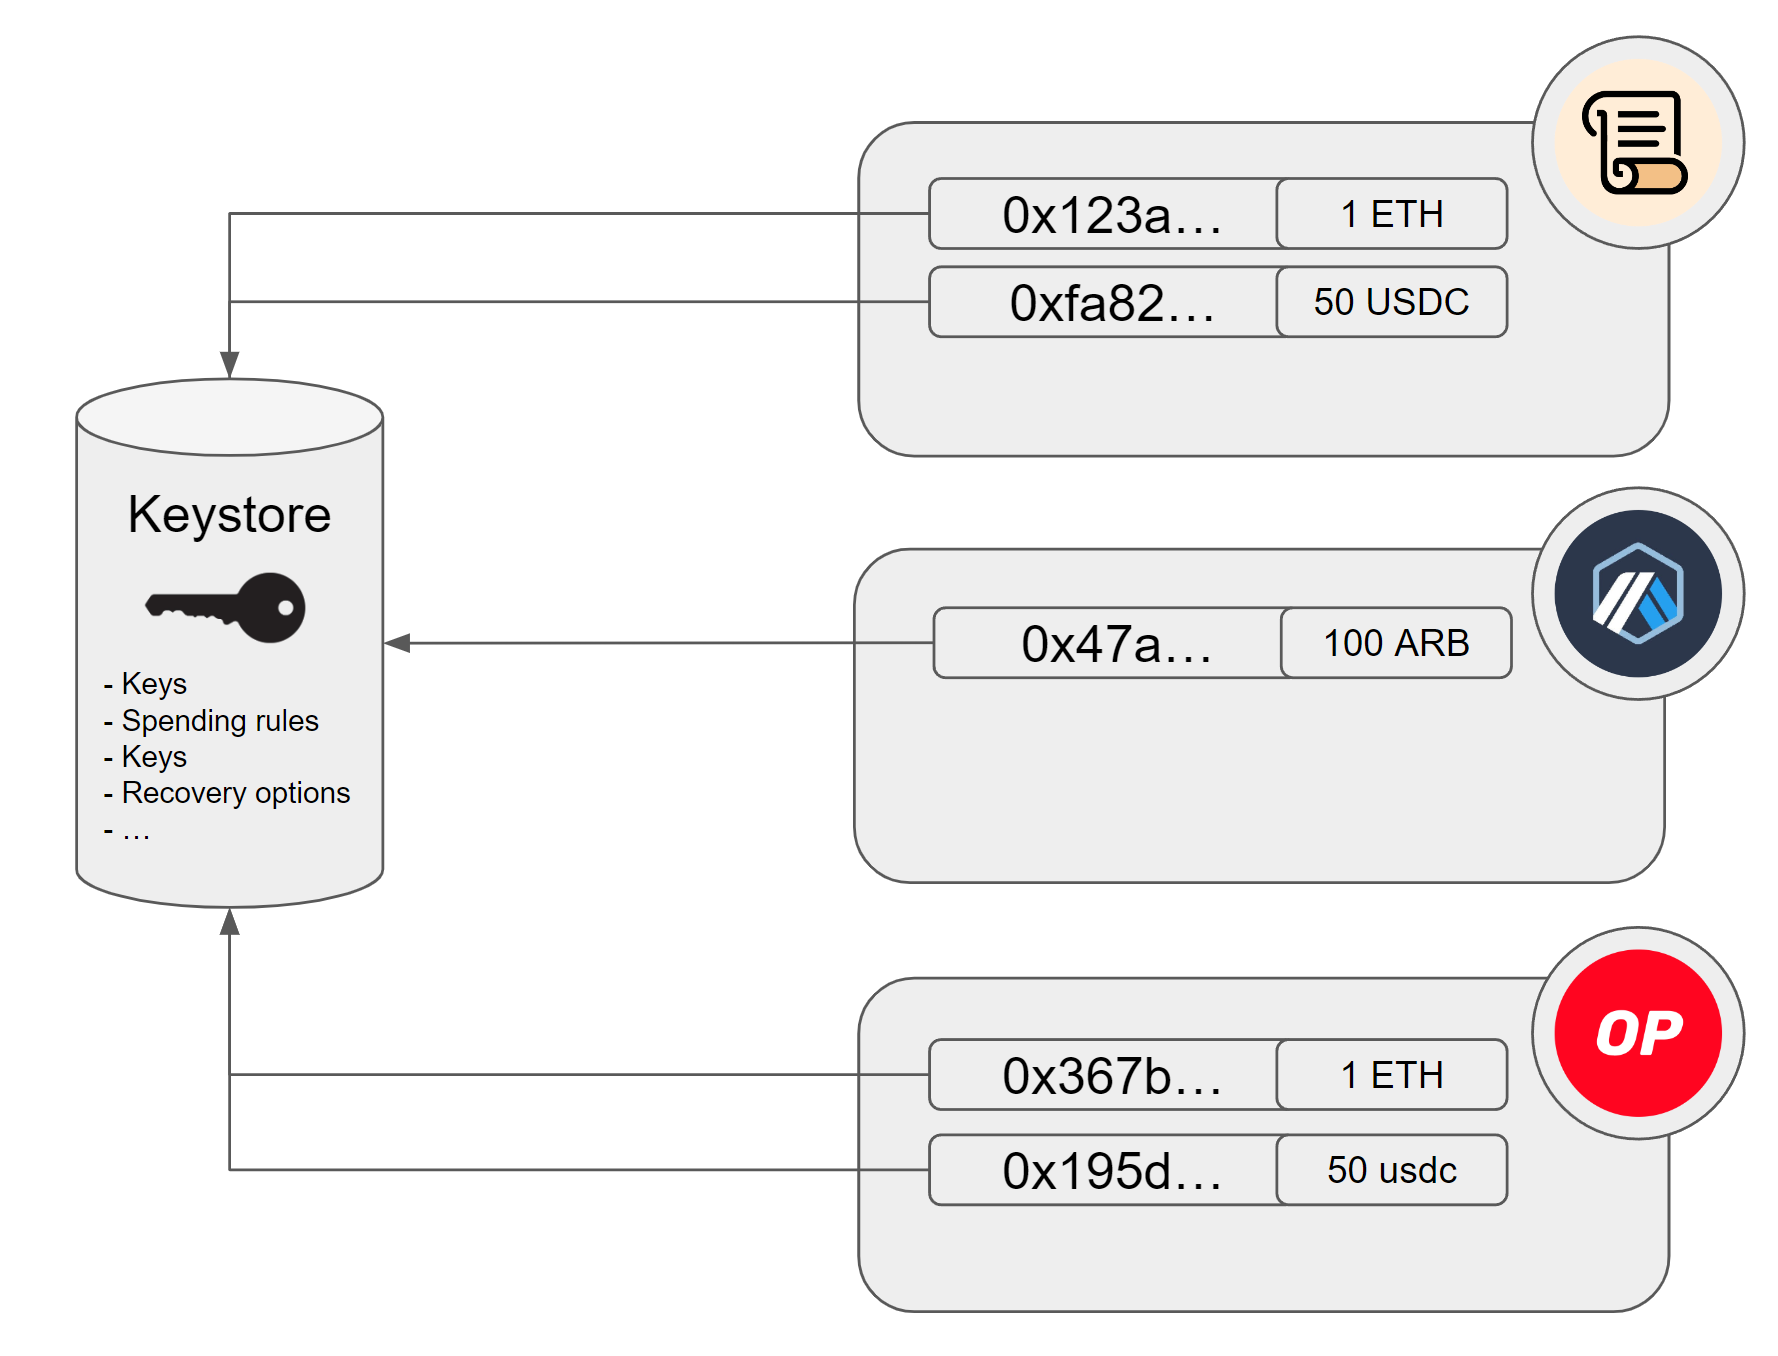 Keystore
- Keys
- Spending rules
- Keys
- Recovery options
- …
0x123a… 1 ETH
0xfa82… 50 USDC
0x47a… 100 ARB
OP
0x367b… 1 ETH
0x195d… 50 usdc